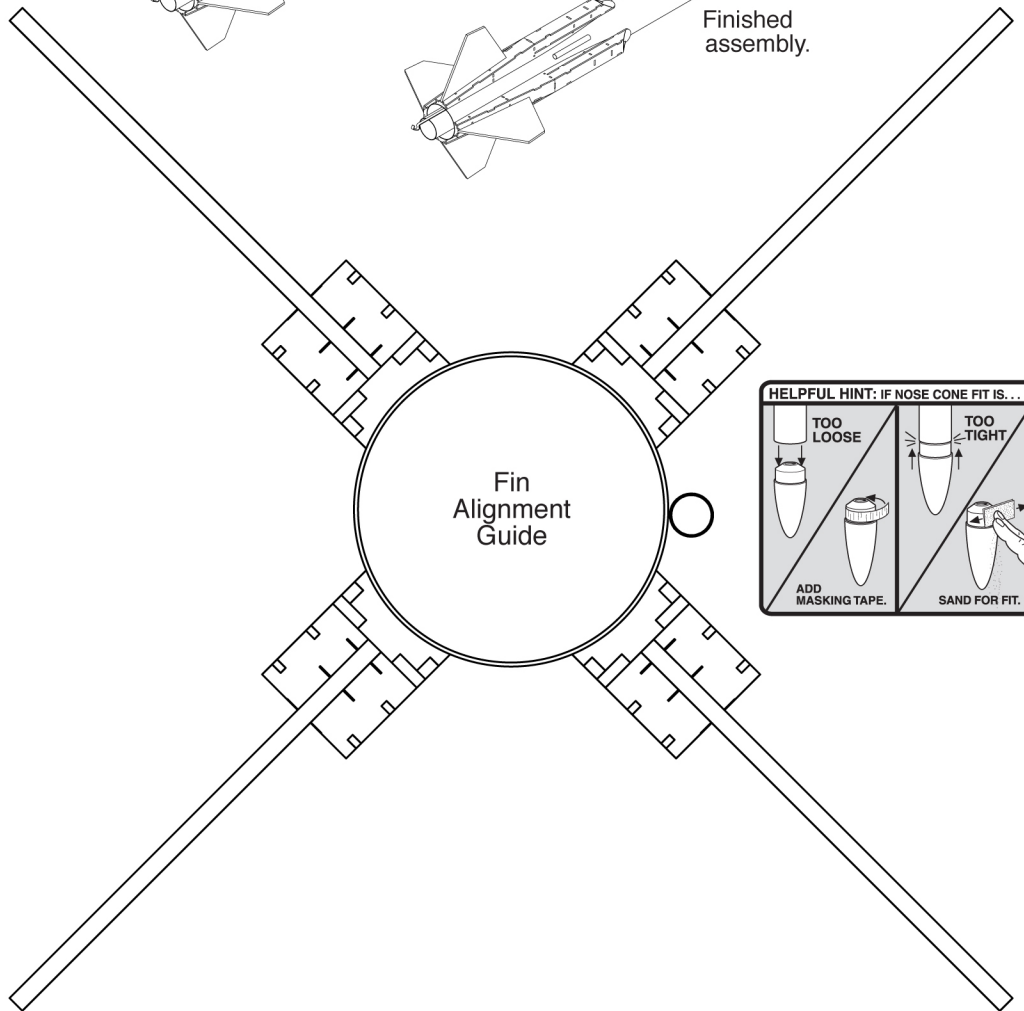 Finished
assembly.
Fin
Alignment
Guide
HELPFUL HINT: IF NOSE CONE FIT IS. . .
TOO
LOOSE
ADD
MASKING TAPE.
TOO
TIGHT
SAND FOR FIT.